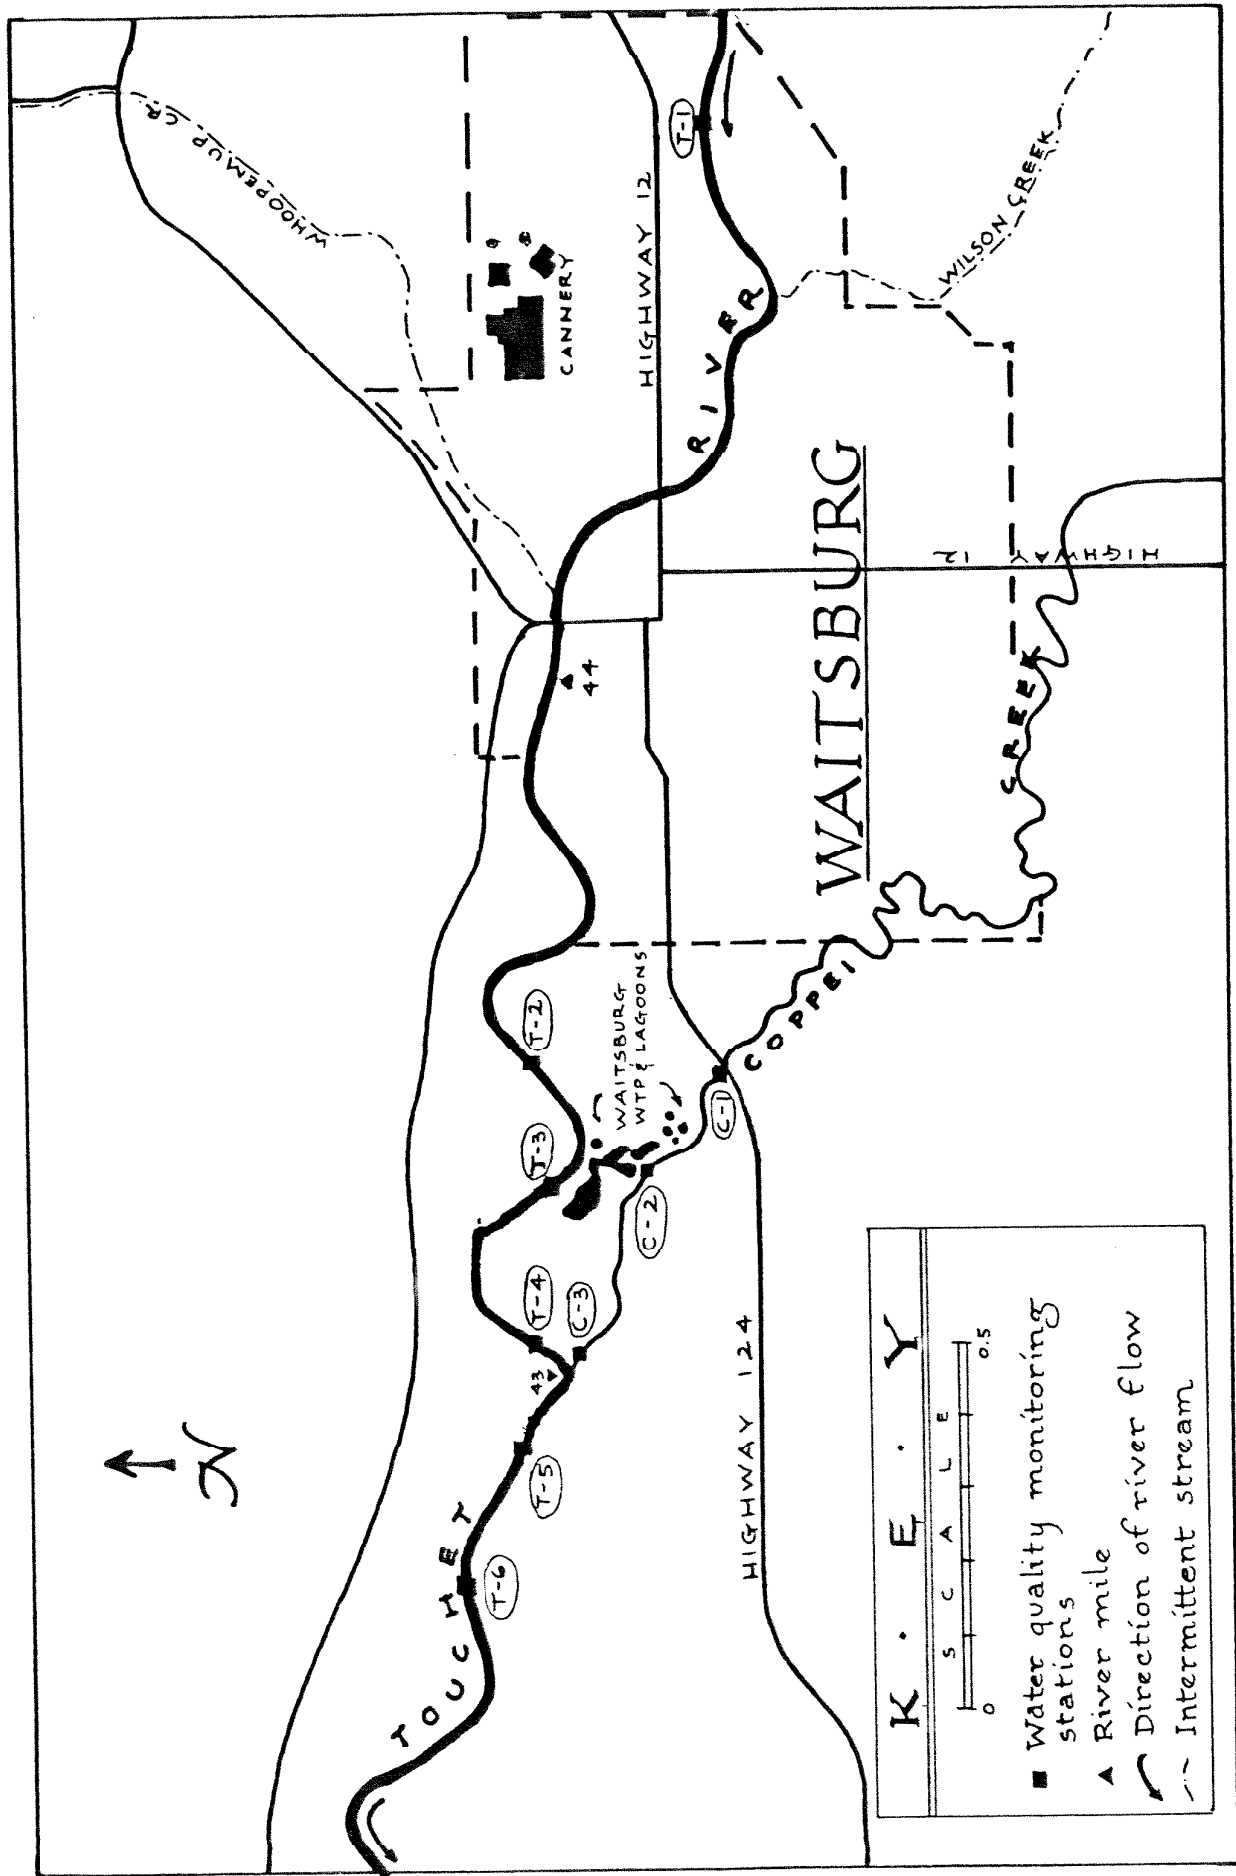 WHOOPEMUP CR
CANNERY
HIGHWAY 12
T-1
RIVER
WILSON CREEK
WAITSBURG
HIGHWAY 12
44
CREEK
COPPEI
T-2
WAITSBURG
WTP & LAGOONS
T-3
C-1
C-2
T-4
C-3
43
T-5
T-6
TOUCHET
HIGHWAY 124
N
K · E · Y
SCALE
0 0.5
Water quality monitoring
stations
River mile
Direction of river flow
Intermittent stream